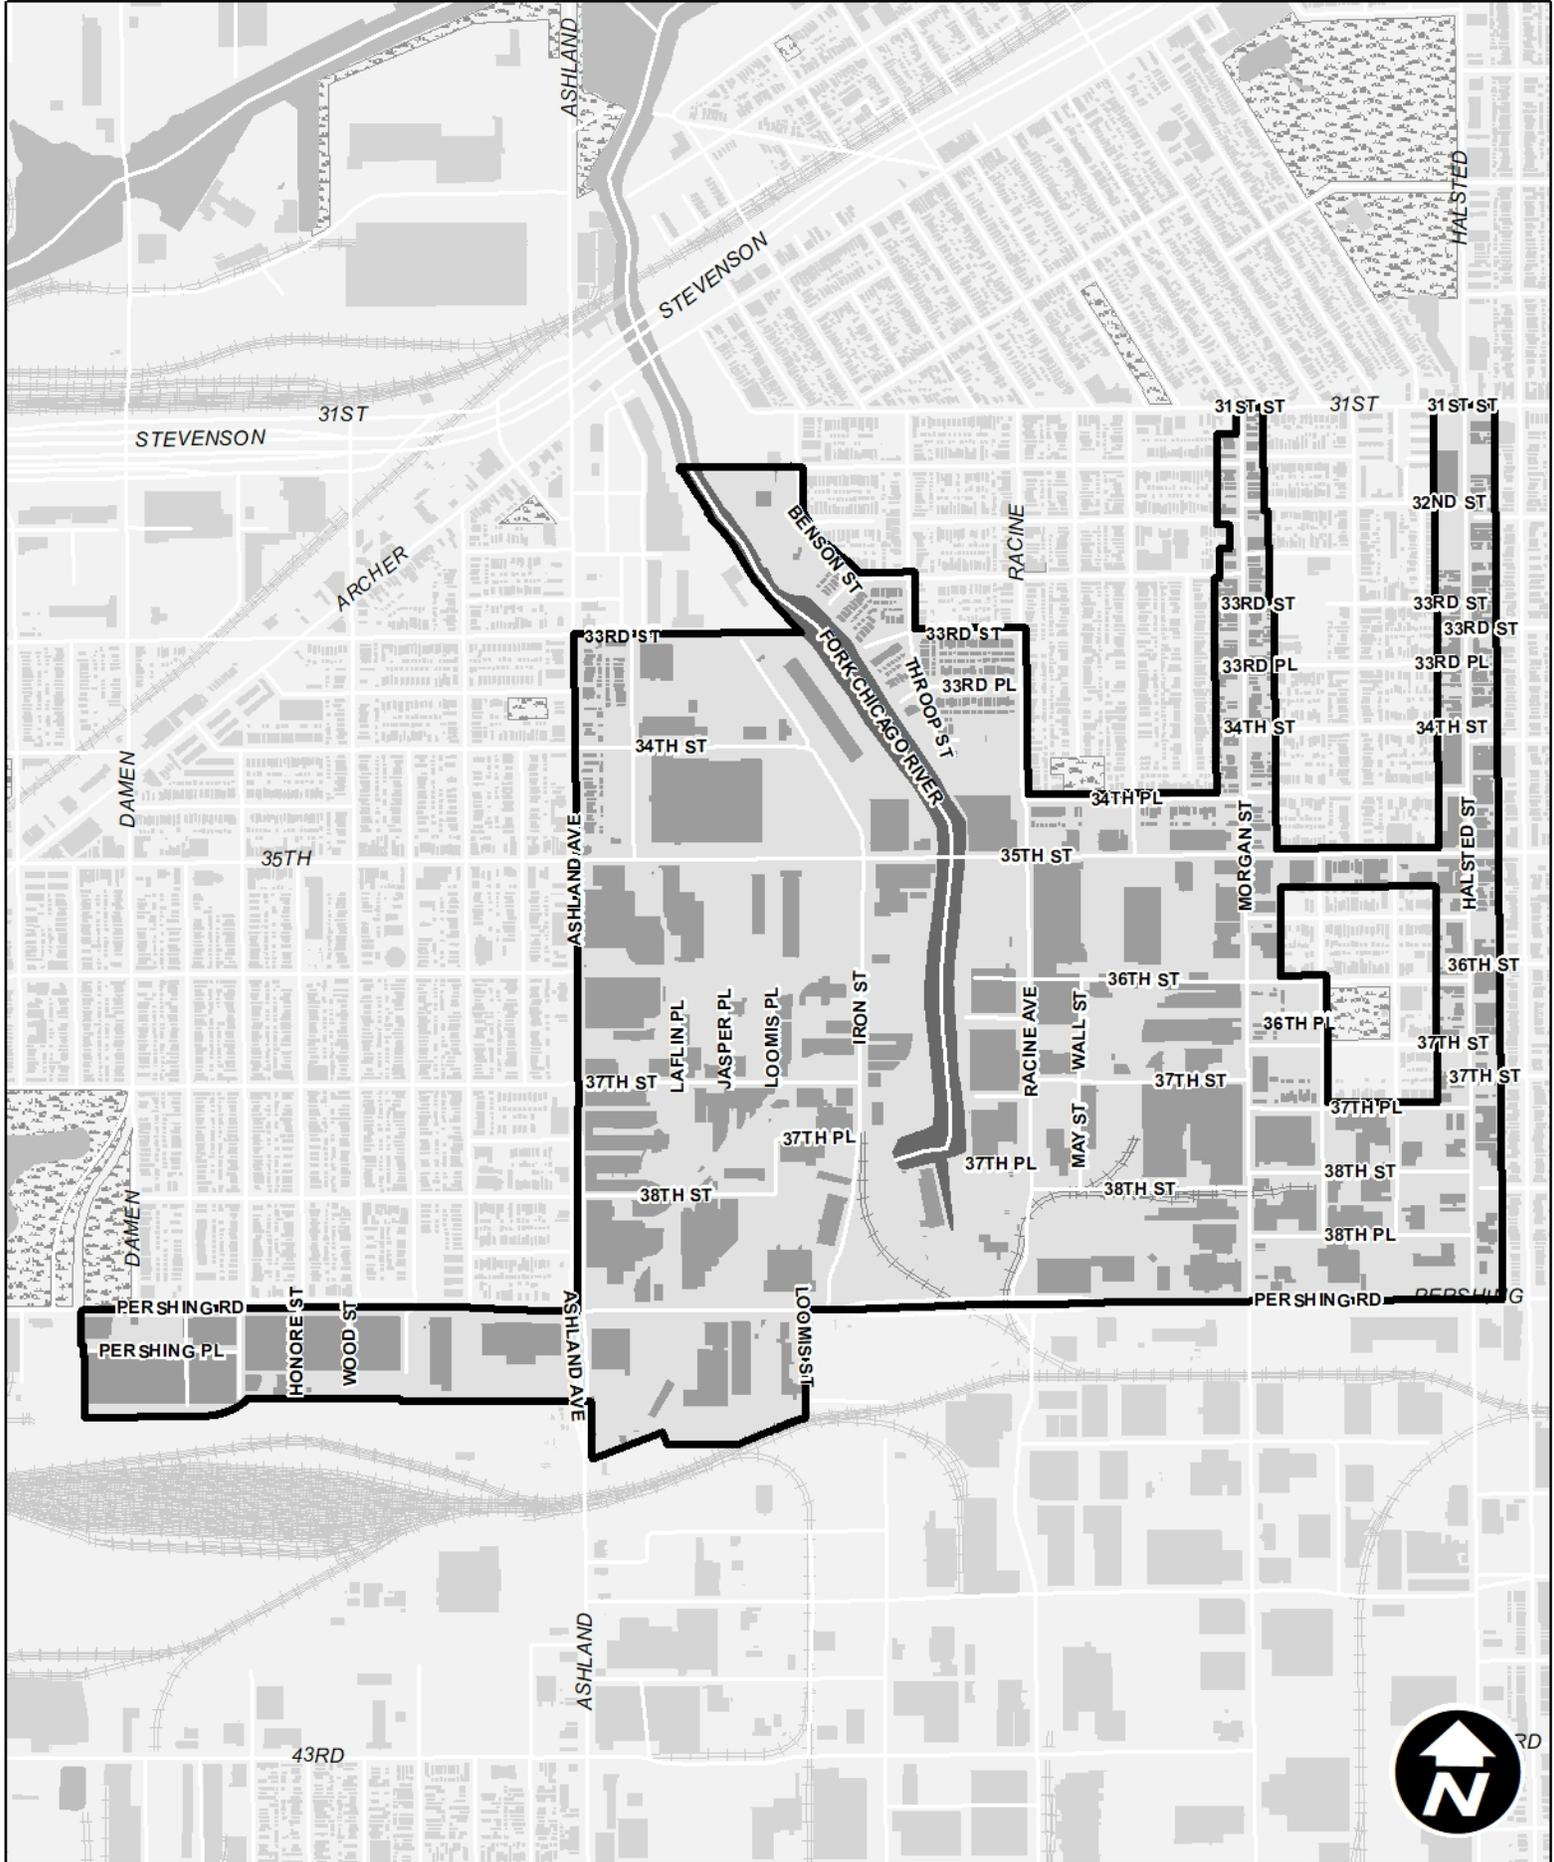 ASHLAND
HALSTED
STEVENSON
31ST ST
31ST
31ST ST
31ST
STEVENSON
32ND ST
BENSON ST
RACINE
ARCHER
33RD ST
33RD ST
33RD ST
33RD ST
33RD ST
FORK CHICAGO RIVER
THROOP ST
33RD PL
33RD PL
33RD PL
34TH ST
34TH ST
34TH ST
DAMEN
34TH PL
ASHLAND AVE
35TH
35TH ST
MORGAN ST
HALSTED ST
36TH ST
36TH ST
LAFLIN PL
JASPER PL
LOOMIS PL
IRON ST
RACINE AVE
WALL ST
36TH PL
37TH ST
37TH ST
37TH ST
37TH ST
37TH PL
37TH PL
37TH PL
MAY ST
38TH ST
38TH ST
38TH ST
DAMEN
38TH PL
PERSHING RD
PERSHING RD
PERSHING
HONORE ST
WOOD ST
ASHLAND AVE
LOOMIS ST
PERSHING PL
ASHLAND
43RD
RD
N